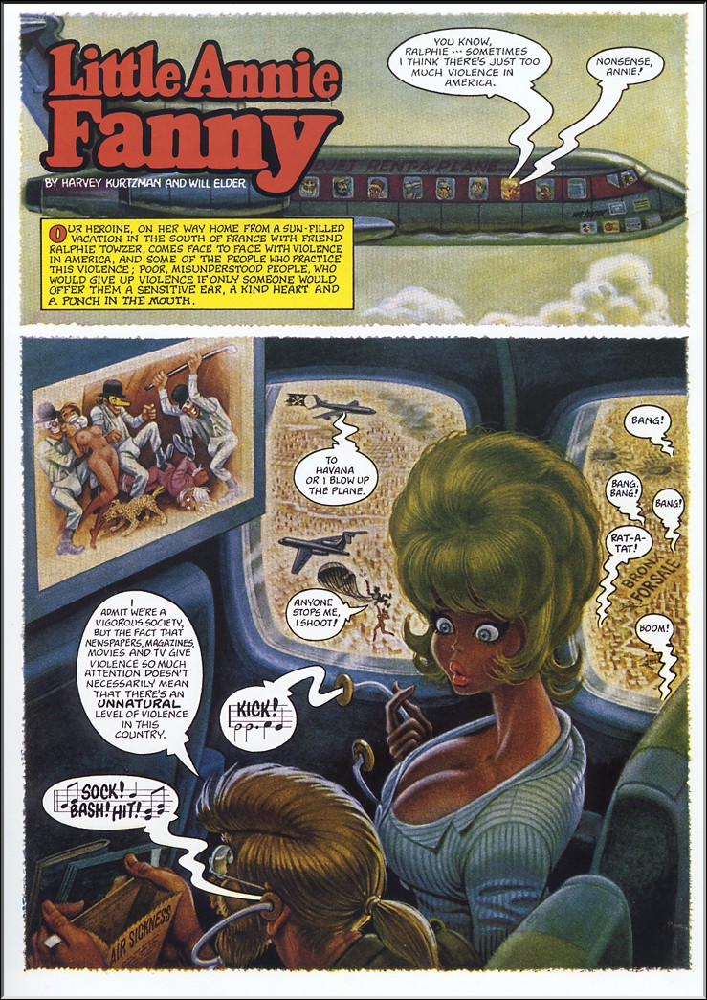 Little Annie
Fanny
BY HARVEY KURTZMAN AND WILL ELDER
YOU KNOW,
RALPHIE ··· SOMETIMES
I THINK THERE'S JUST TOO
MUCH VIOLENCE IN
AMERICA.
NONSENSE,
ANNIE!
RENT-A-PLANE
OUR HEROINE, ON HER WAY HOME FROM A SUN-FILLED
VACATION IN THE SOUTH OF FRANCE WITH FRIEND
RALPHIE TOWZER, COMES FACE TO FACE WITH VIOLENCE
IN AMERICA, AND SOME OF THE PEOPLE WHO PRACTICE
THIS VIOLENCE; POOR, MISUNDERSTOOD PEOPLE, WHO
WOULD GIVE UP VIOLENCE IF ONLY SOMEONE WOULD
OFFER THEM A SENSITIVE EAR, A KIND HEART AND
A PUNCH IN THE MOUTH.
TO
HAVANA
OR I BLOW UP
THE PLANE.
ANYONE
STOPS ME,
I SHOOT!
BANG!
BANG.
BANG!
BANG!
RAT-A-
TAT!
BRONX
FOR SALE
BOOM!
I
ADMIT WE'RE A
VIGOROUS SOCIETY,
BUT THE FACT THAT
NEWSPAPERS, MAGAZINES,
MOVIES AND TV GIVE
VIOLENCE SO MUCH
ATTENTION DOESN'T
NECESSARILY MEAN
THAT THERE'S AN
UNNATURAL
LEVEL OF VIOLENCE
IN THIS
COUNTRY.
KICK!
SOCK!
BASH! HIT!
AIR SICKNESS